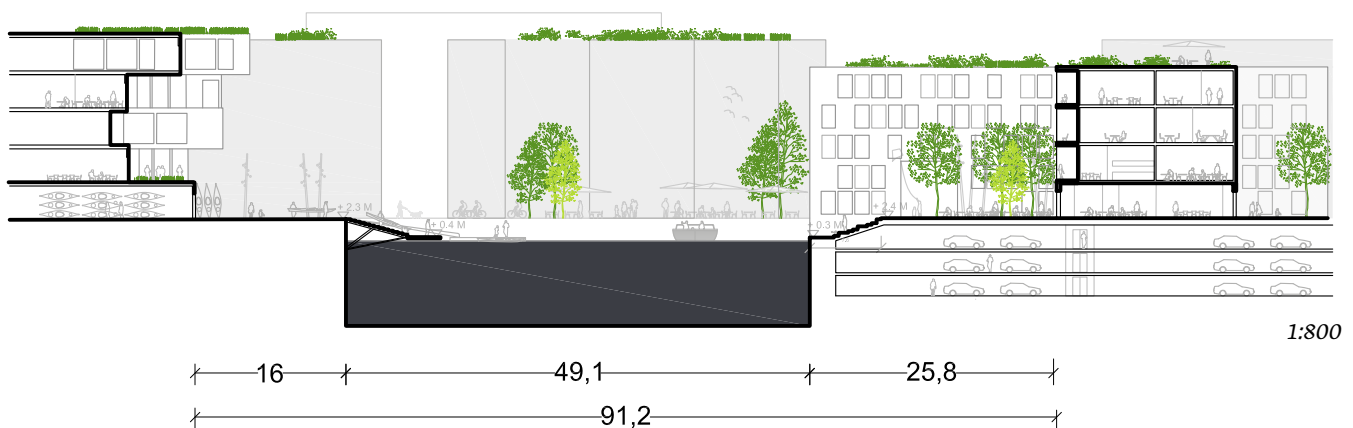 + 2.3 M
+ 2.4 M
+ 0.4 M
+ 0.3 M
1:800
16
49,1
25,8
91,2